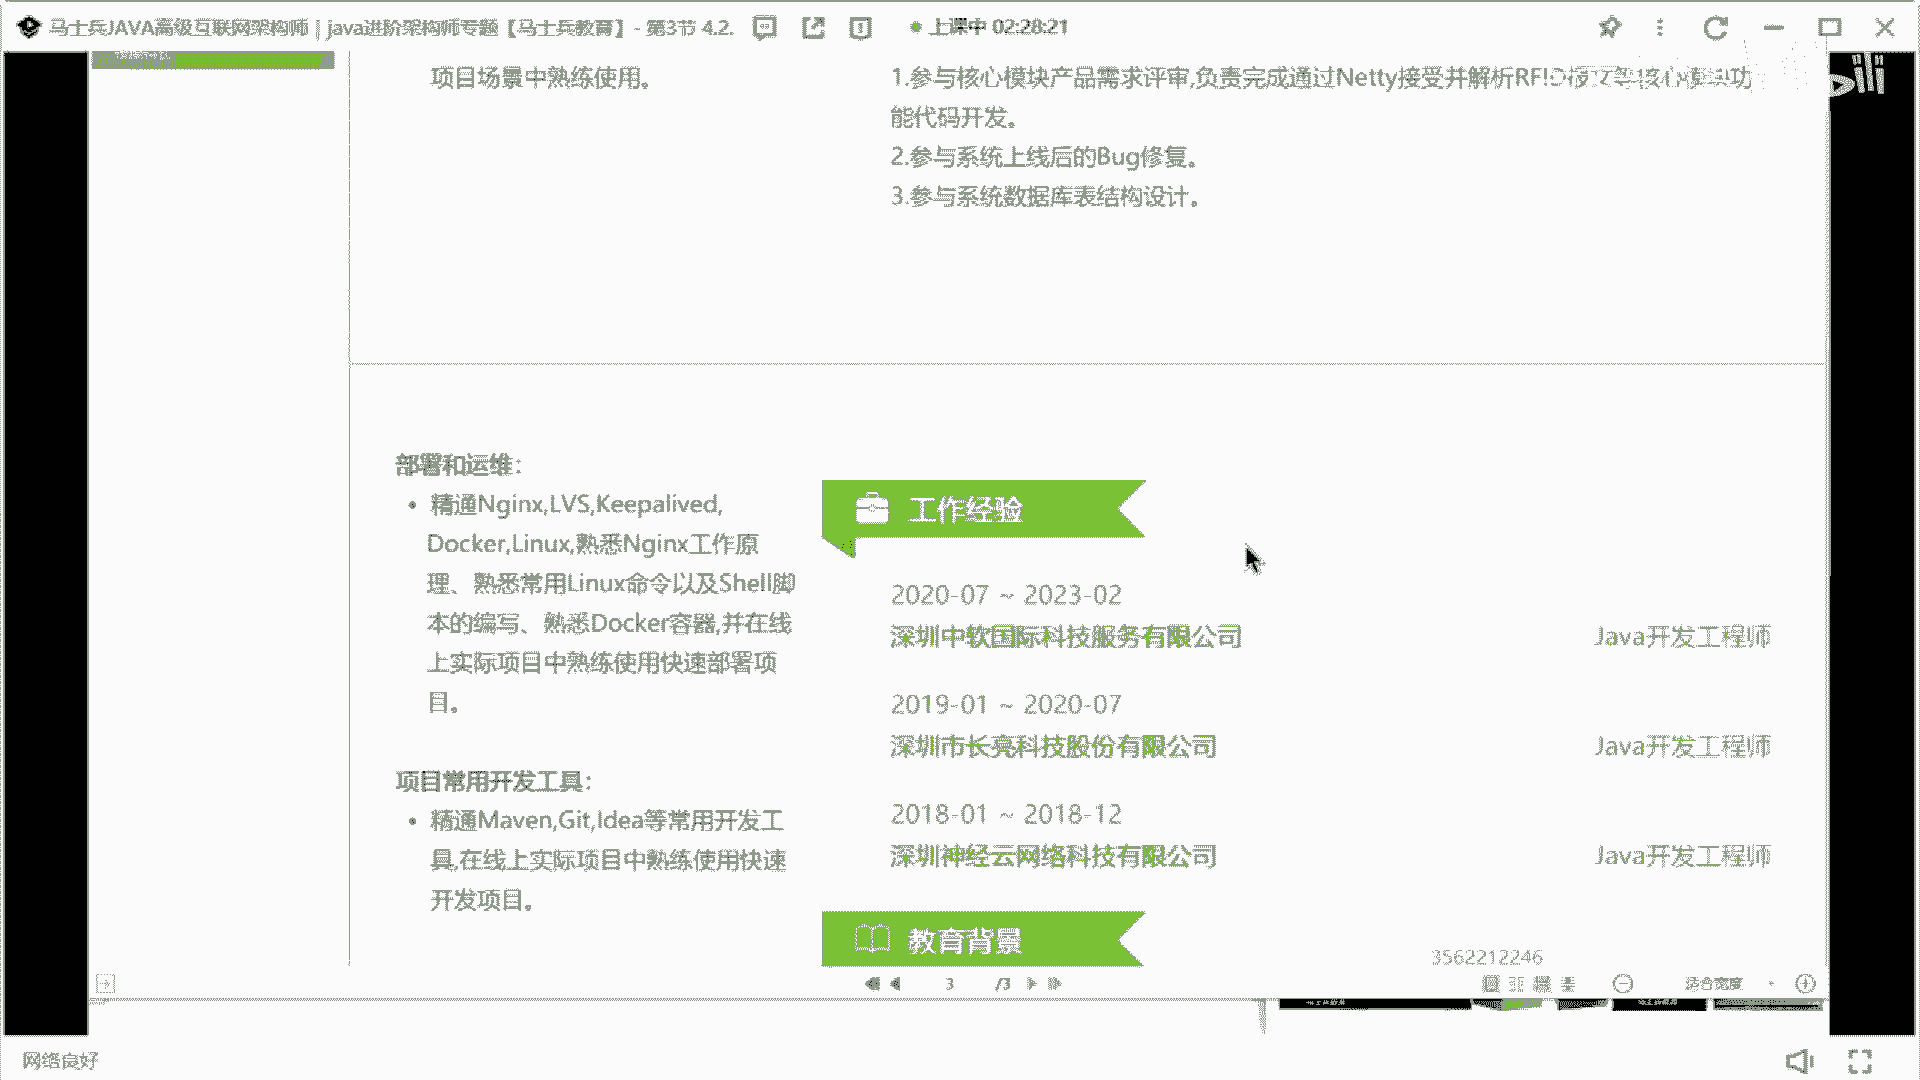 马士兵JAVA高级互联网架构师 | java进阶架构师专题【马士兵教育】- 第3节 4.2.
上课中 02:28:21
项目场景中熟练使用。
1.参与核心模块产品需求评审,负责完成通过Netty接受并解析RFID报文等核心模块功
能代码开发。
2.参与系统上线后的Bug修复。
3.参与系统数据库表结构设计。
部署和运维:
• 精通Nginx,LVS,Keepalived,
Docker,Linux,熟悉Nginx工作原
理、熟悉常用Linux命令以及Shell脚
本的编写、熟悉Docker容器,并在线
上实际项目中熟练使用快速部署项
目。
项目常用开发工具:
• 精通Maven,Git,Idea等常用开发工
具,在线上实际项目中熟练使用快速
开发项目。
工作经验
2020-07 ~ 2023-02
深圳中软国际科技服务有限公司 Java开发工程师
2019-01 ~ 2020-07
深圳市长亮科技股份有限公司 Java开发工程师
2018-01 ~ 2018-12
深圳神经云网络科技有限公司 Java开发工程师
教育背景
3562212246
3 /3
适合宽度
网络良好